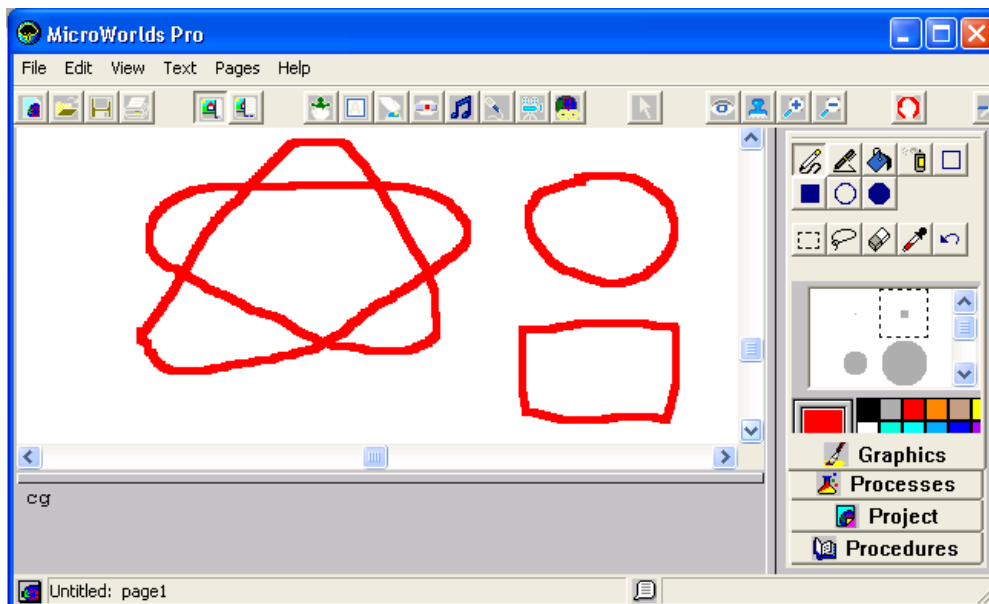 MicroWorlds Pro
File Edit View Text Pages Help
cg
Graphics
Processes
Project
Procedures
Untitled: page1